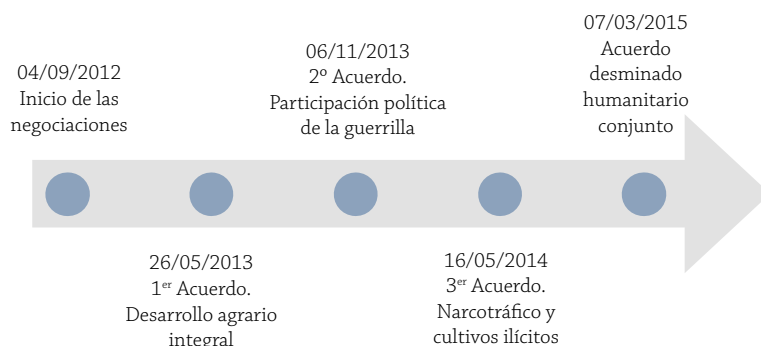 04/09/2012
Inicio de las
negociaciones
26/05/2013
1er Acuerdo.
Desarrollo agrario
integral
06/11/2013
2º Acuerdo.
Participación política
de la guerrilla
16/05/2014
3er Acuerdo.
Narcotráfico y
cultivos ilícitos
07/03/2015
Acuerdo
desminado
humanitario
conjunto